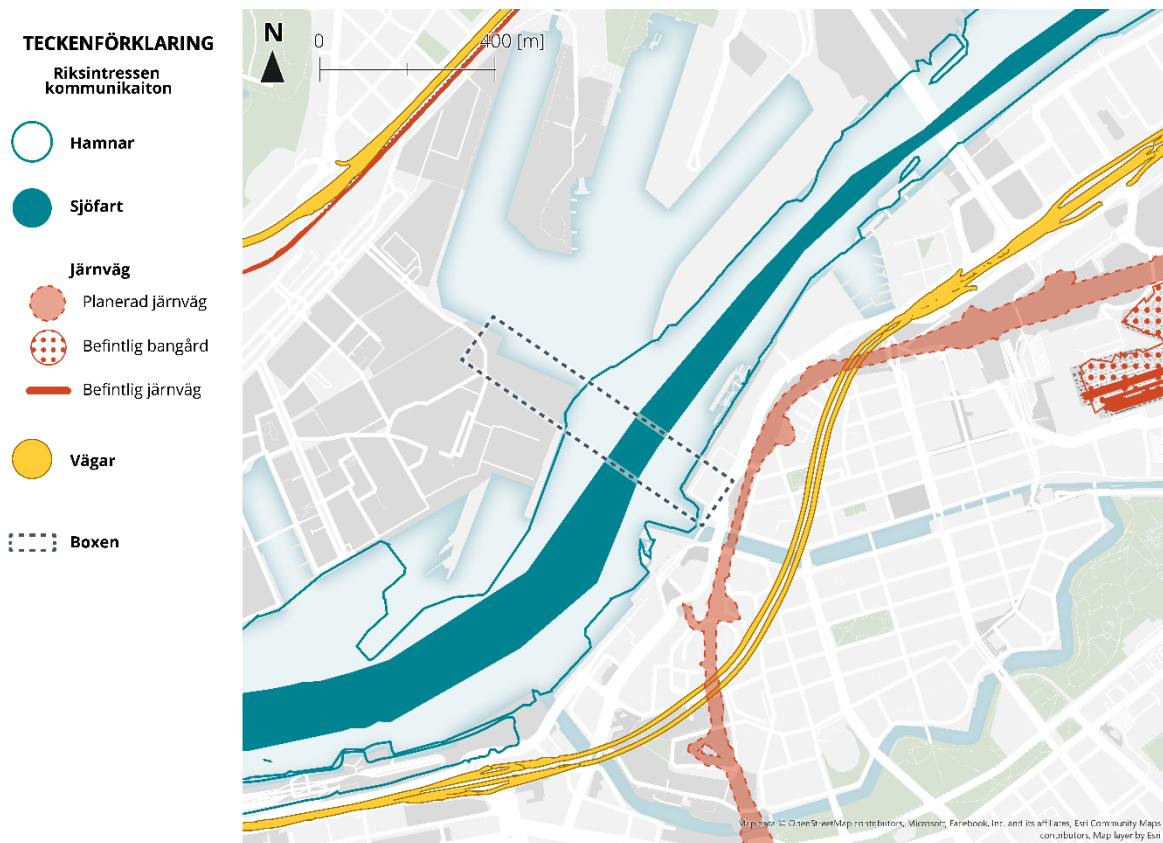 TECKENFÖRKLARING
Riksintressen
kommunikaiton
Hamnar
Sjöfart
Järnväg
Planerad järnväg
Befintlig bangård
Befintlig järnväg
Vägar
Boxen
N
0
400 [m]
Map data © OpenStreetMap contributors, Microsoft, Facebook, Inc. and its affiliates, Esri Community Maps
contributors, Map layer by Esri